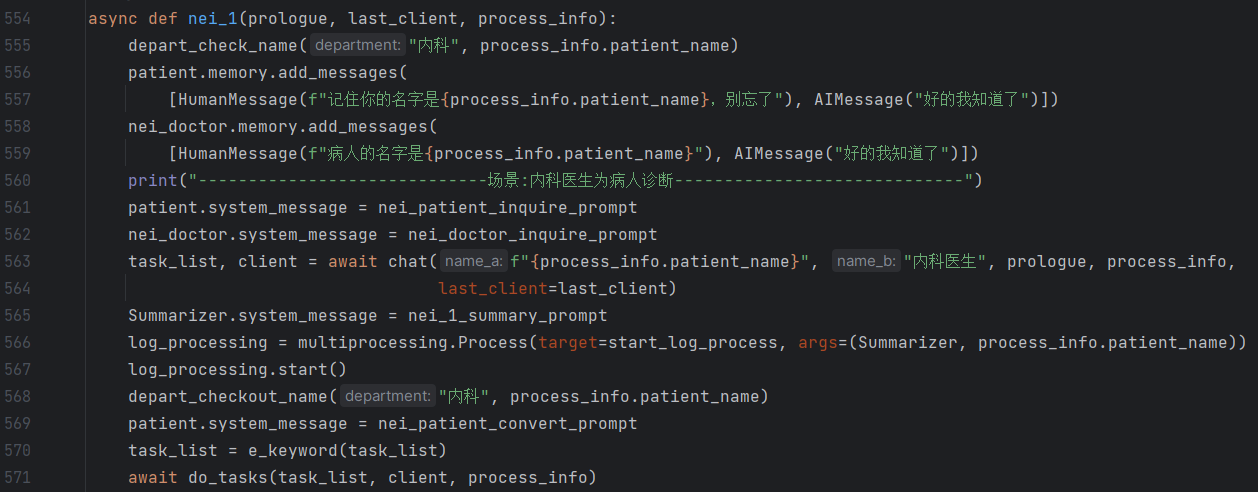 554 async def nei_1(prologue, last_client, process_info):
555 depart_check_name( department: "内科", process_info.patient_name)
556 patient.memory.add_messages(
557 [HumanMessage(f"记住你的名字是{process_info.patient_name}，别忘了"), AIMessage("好的我知道了")])
558 nei_doctor.memory.add_messages(
559 [HumanMessage(f"病人的名字是{process_info.patient_name}"), AIMessage("好的我知道了")])
560 print("-----------------------------场景:内科医生为病人诊断-----------------------------")
561 patient.system_message = nei_patient_inquire_prompt
562 nei_doctor.system_message = nei_doctor_inquire_prompt
563 task_list, client = await chat( name_a: f"{process_info.patient_name}", name_b: "内科医生", prologue, process_info,
564 last_client=last_client)
565 Summarizer.system_message = nei_1_summary_prompt
566 log_processing = multiprocessing.Process(target=start_log_process, args=(Summarizer, process_info.patient_name))
567 log_processing.start()
568 depart_checkout_name( department: "内科", process_info.patient_name)
569 patient.system_message = nei_patient_convert_prompt
570 task_list = e_keyword(task_list)
571 await do_tasks(task_list, client, process_info)